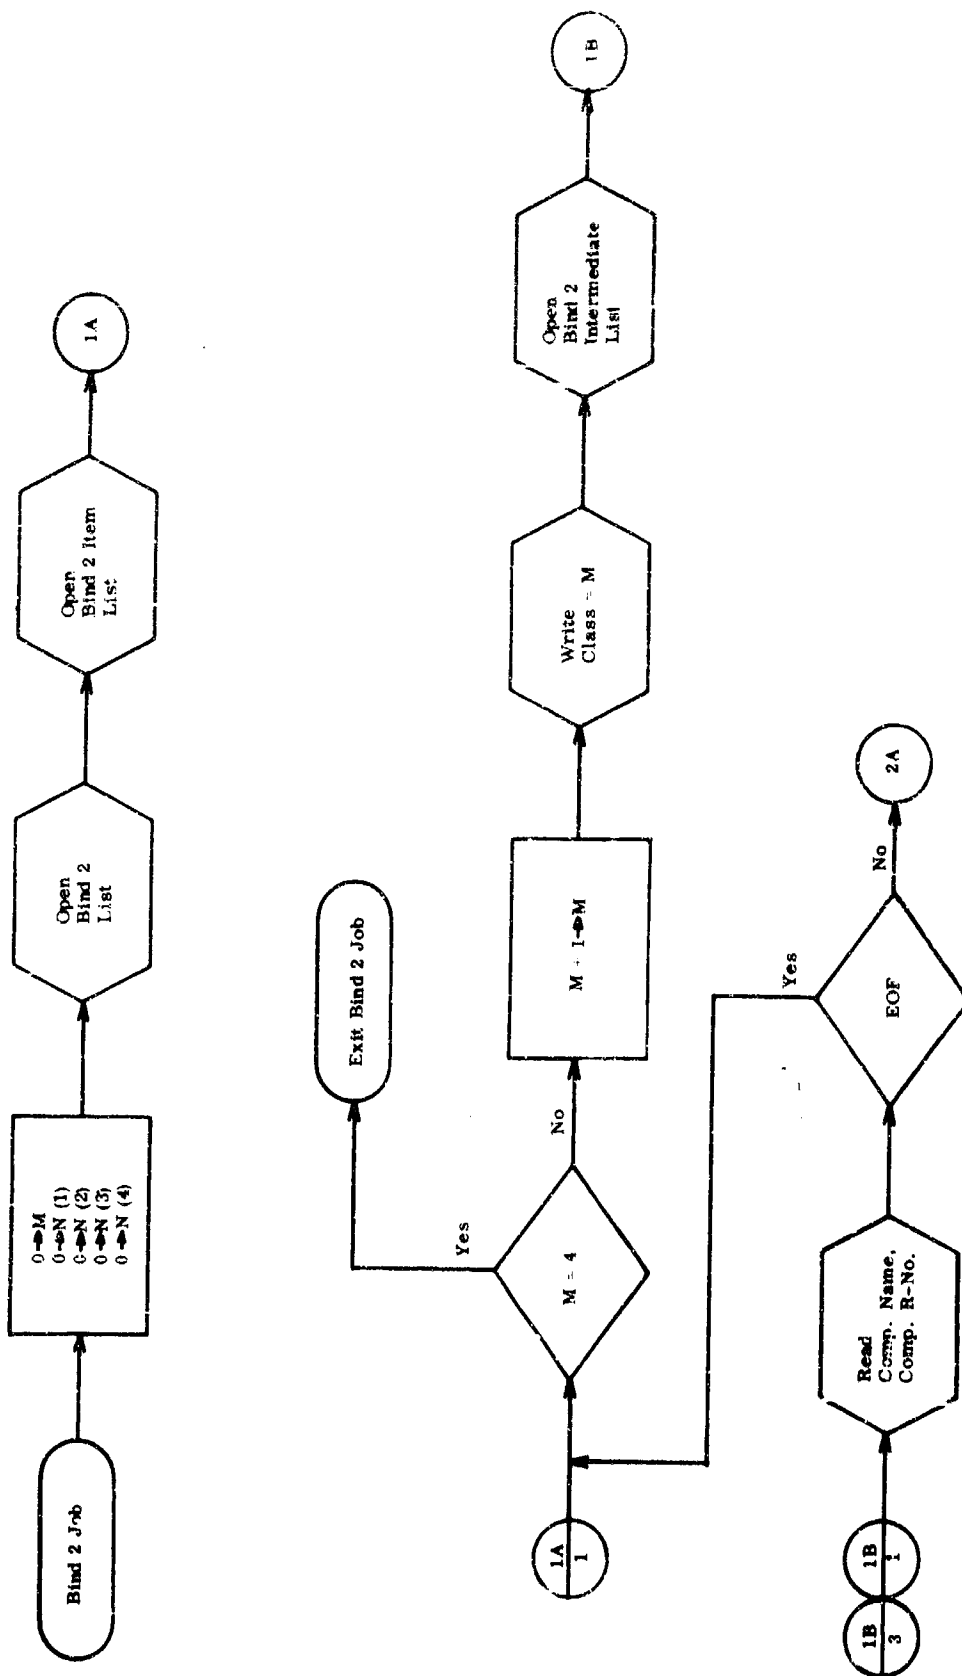 Bind 2 Job
0→M
0→N (1)
0→N (2)
0→N (3)
0→N (4)
Open
Bind 2
List
Open
Bind 2 Item
List
1A
1A
1
M = 4
Yes
No
Exit Bind 2 Job
M + 1→M
Write
Class = M
Open
Bind 2
Intermediate
List
1B
1B
3
1B
1
Read
Comp. Name,
Comp. R-No.
EOF
Yes
No
2A